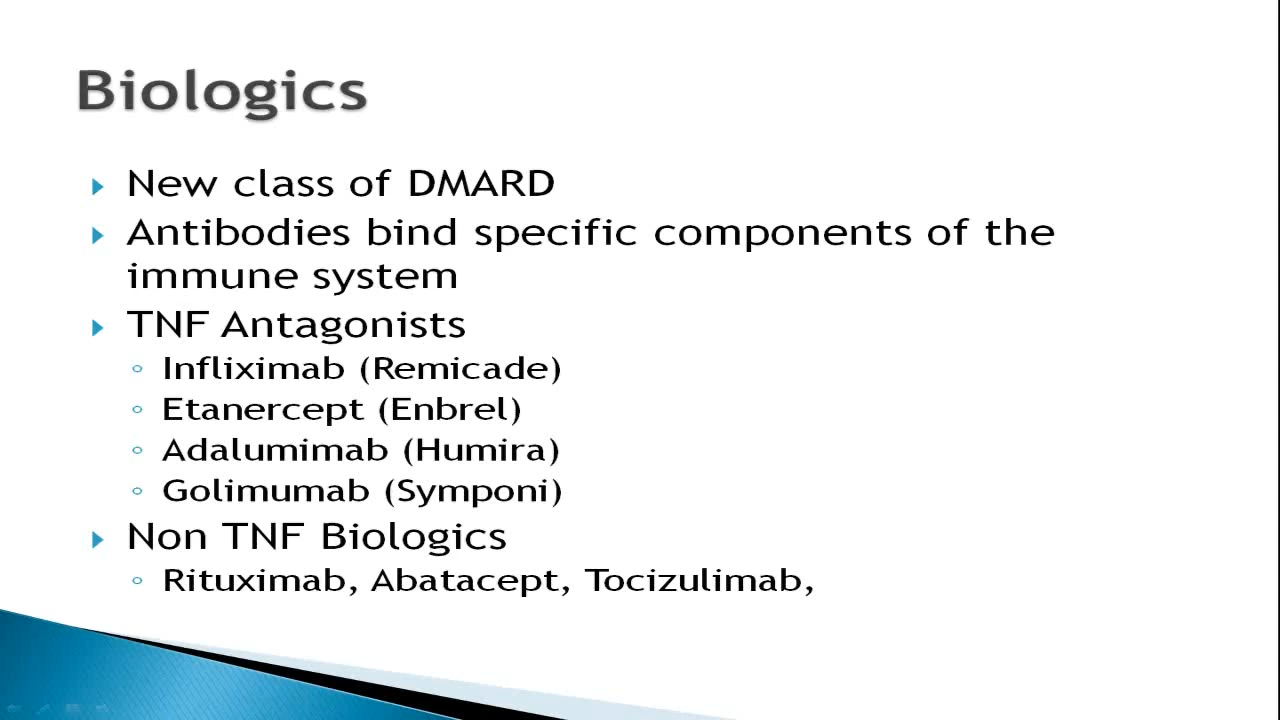 Biologics
New class of DMARD
Antibodies bind specific components of the
immune system
TNF Antagonists
Infliximab (Remicade)
Etanercept (Enbrel)
Adalumimab (Humira)
Golimumab (Symponi)
Non TNF Biologics
Rituximab, Abatacept, Tocizulimab,